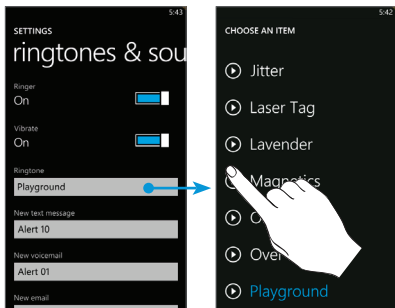 5:43
SETTINGS
ringtones & sou
Ringer
On
Vibrate
On
Ringtone
Playground
New text message
Alert 10
New voicemail
Alert 01
New email
5:42
CHOOSE AN ITEM
Jitter
Laser Tag
Lavender
Magnetics
Playground